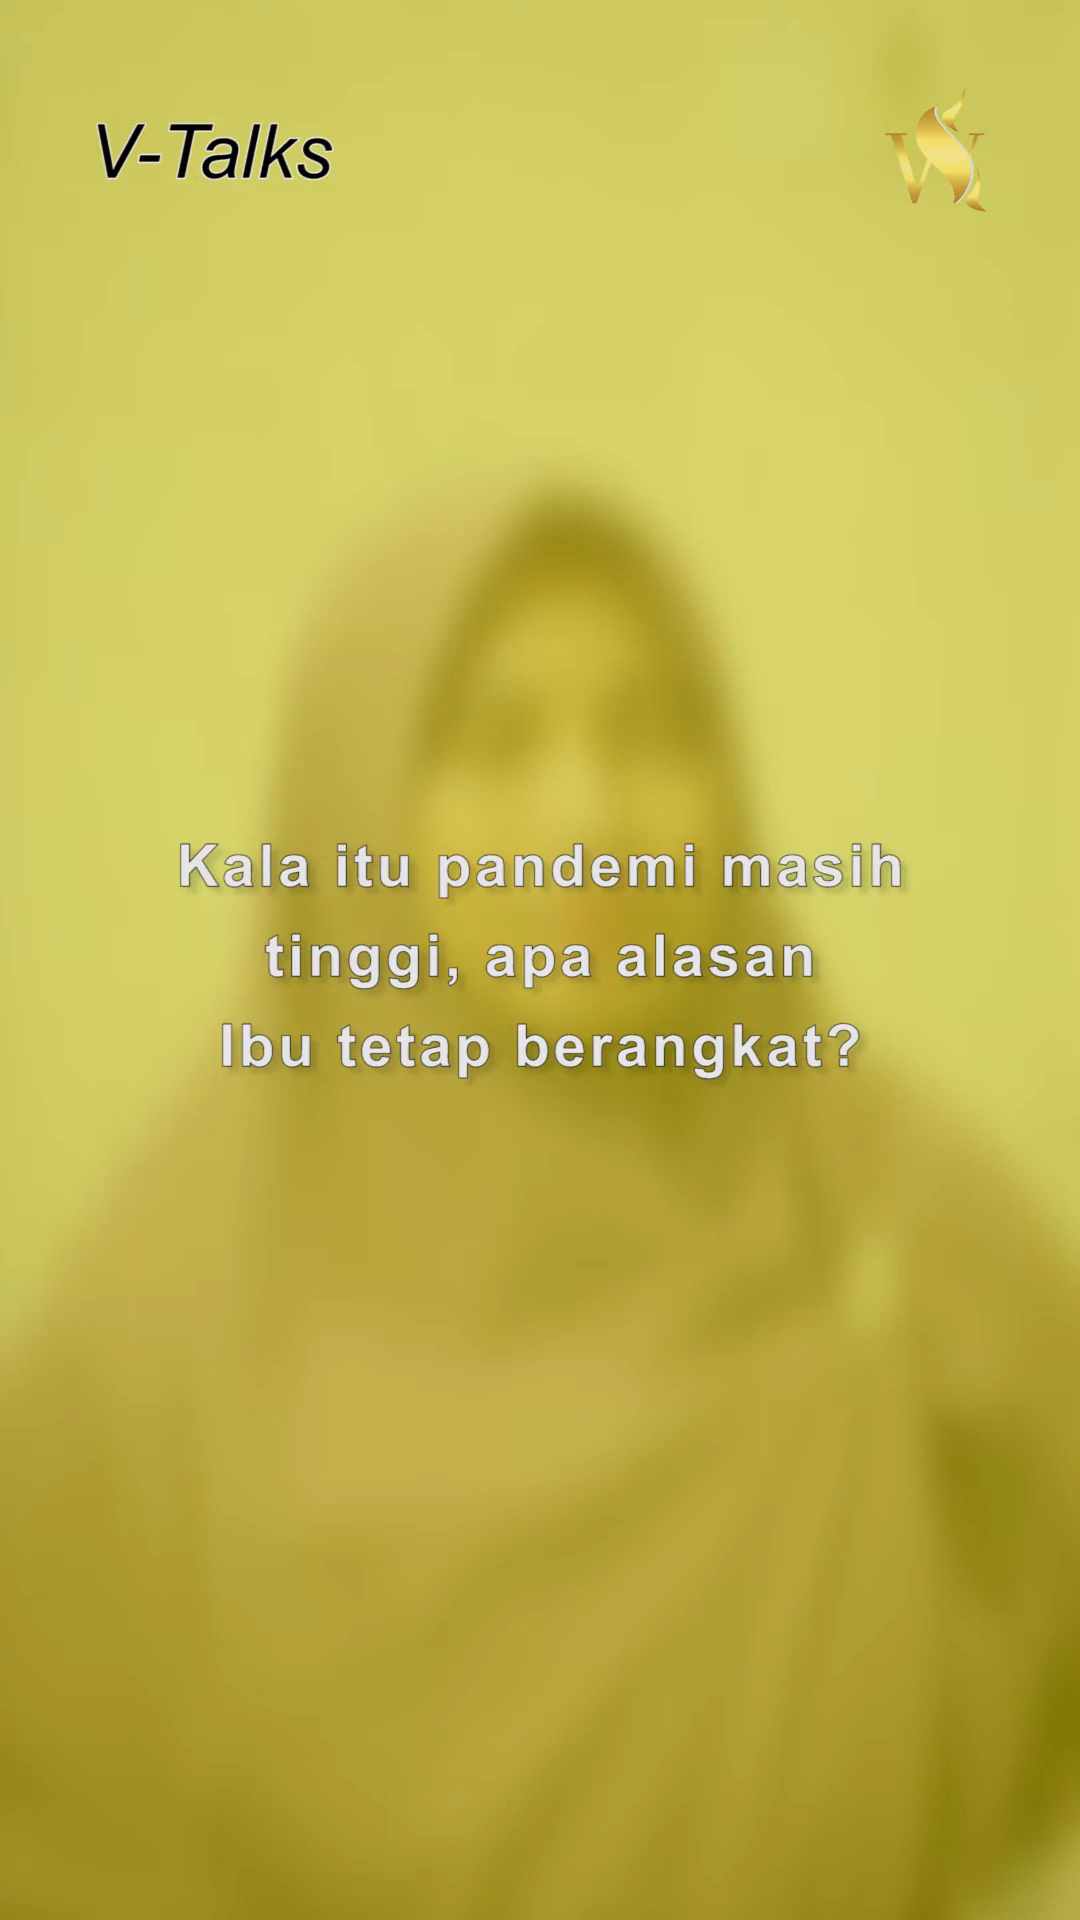 V-Talks
Kala itu pandemi masih
tinggi, apa alasan
Ibu tetap berangkat?